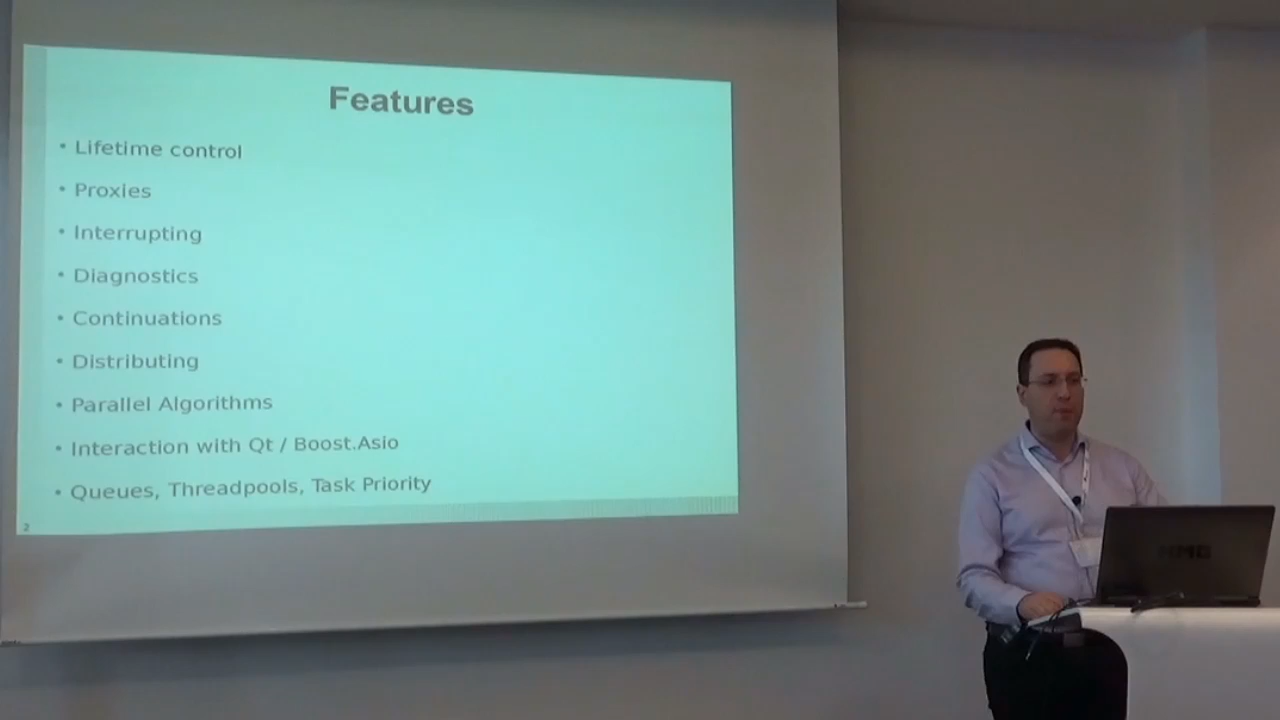 Features
• Lifetime control
• Proxies
• Interrupting
• Diagnostics
• Continuations
• Distributing
• Parallel Algorithms
• Interaction with Qt / Boost.Asio
• Queues, Threadpools, Task Priority
2